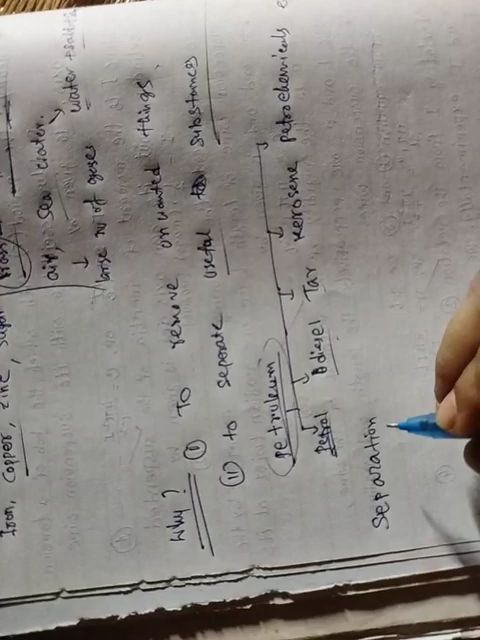 Iron, Copper, Zinc, Sugar
air, Sea water. → water + salt
large no of gases
Why? (i) To remove unwanted things.
(ii) to separate useful substances
Petroleum
Petrol diesel Tar Kerosene petrochemicals
Separation